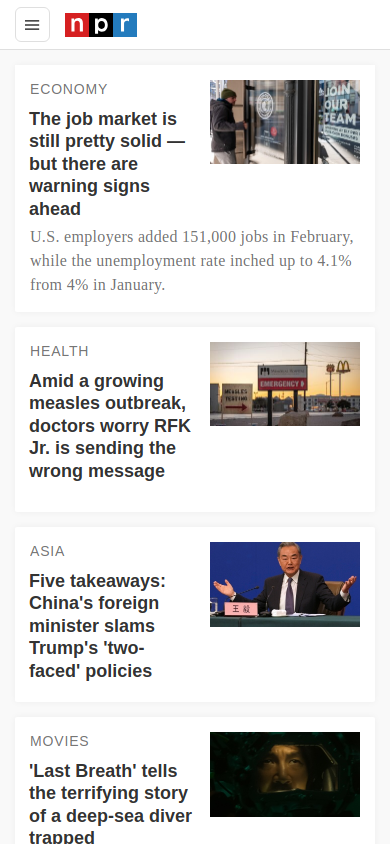 npr
ECONOMY
The job market is
still pretty solid —
but there are
warning signs
ahead
JOIN
OUR
TEAM
U.S. employers added 151,000 jobs in February,
while the unemployment rate inched up to 4.1%
from 4% in January.
HEALTH
Amid a growing
measles outbreak,
doctors worry RFK
Jr. is sending the
wrong message
EMERGENCY
MEASLES
TESTING
ASIA
Five takeaways:
China's foreign
minister slams
Trump's 'two-
faced' policies
王毅
MOVIES
'Last Breath' tells
the terrifying story
of a deep-sea diver
trapped